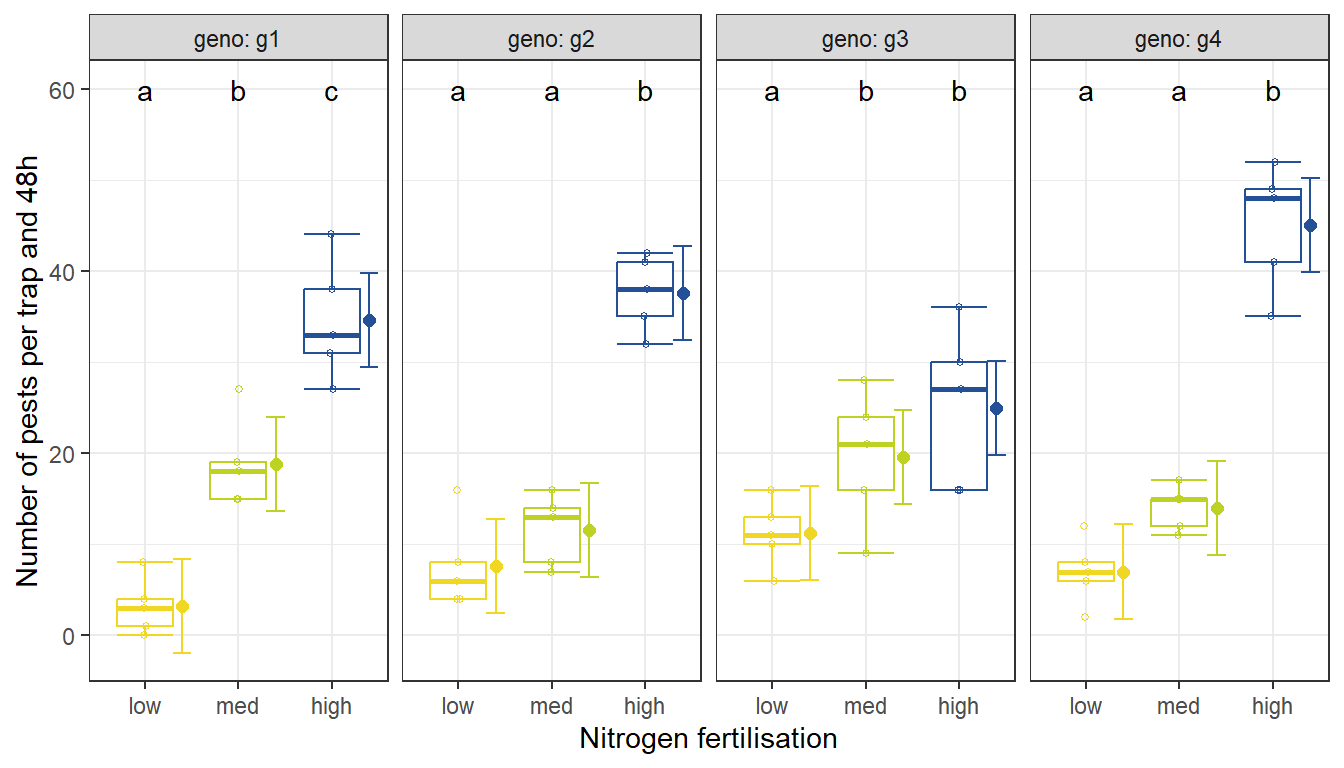 geno: g1 geno: g2 geno: g3 geno: g4
60 a b c a a b a b b a a b
40
20
0
Number of pests per trap and 48h
low med high low med high low med high low med high
Nitrogen fertilisation